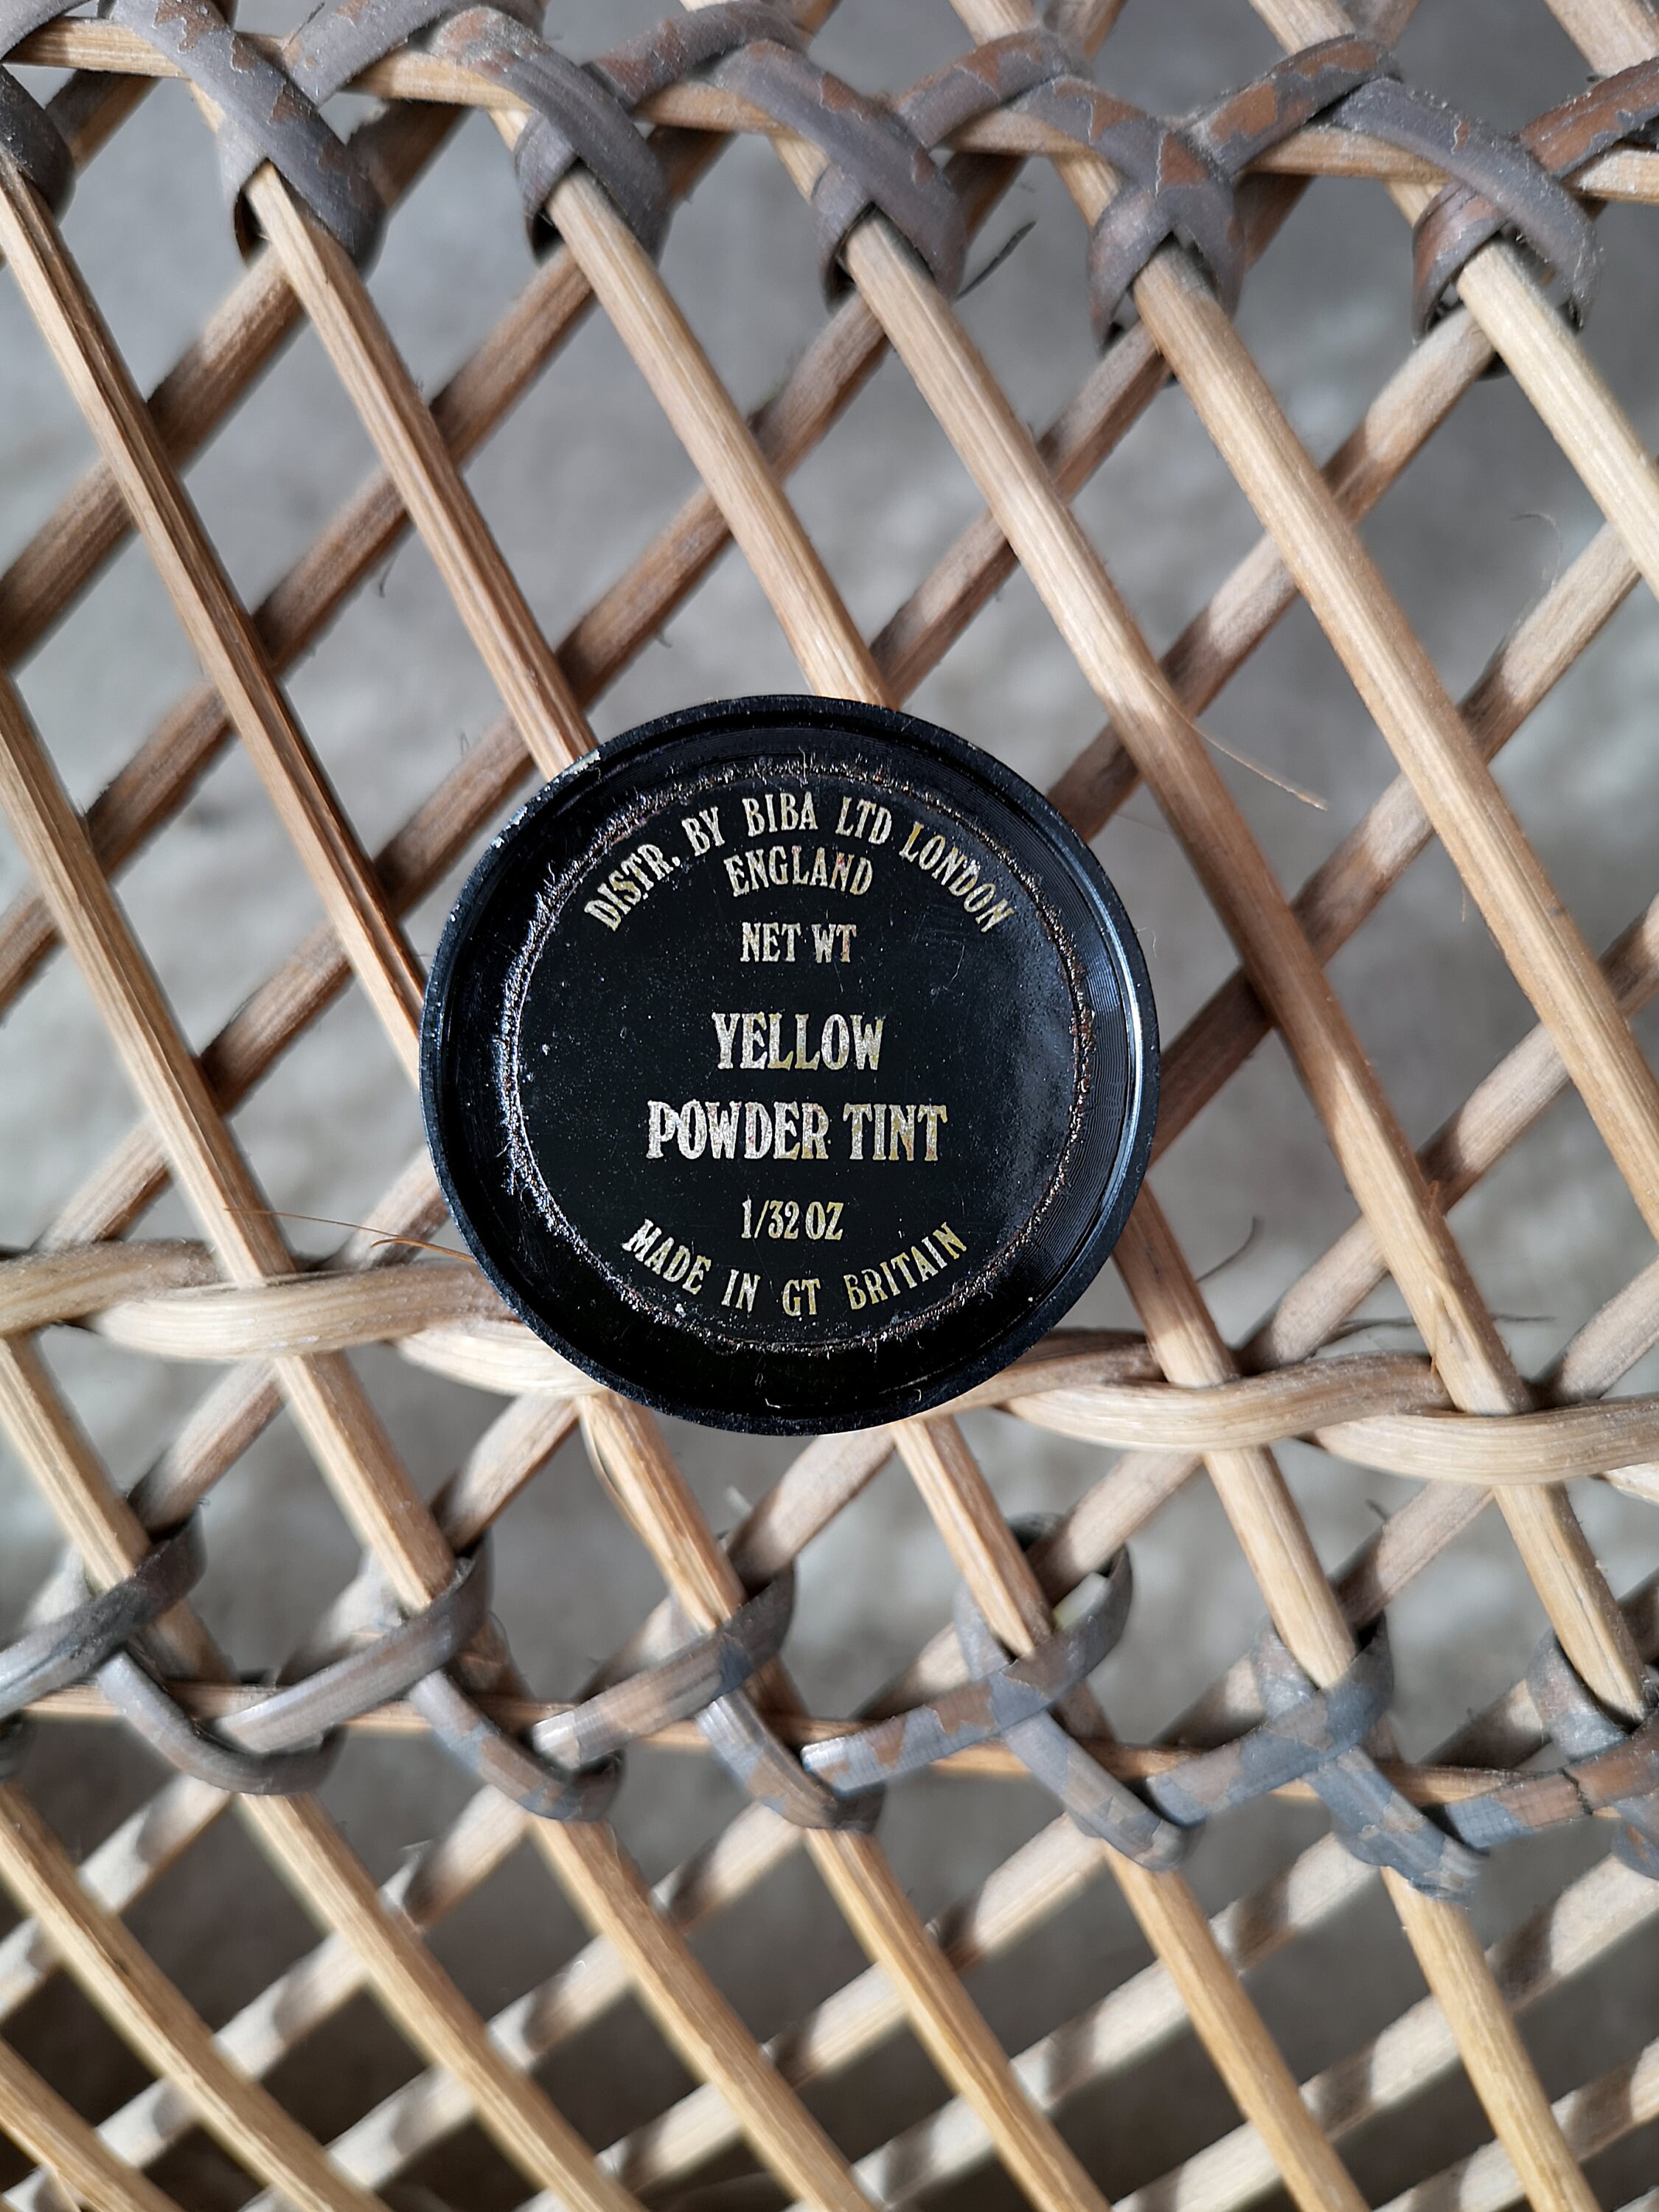 DISTR. BY BIBA LTD LONDON
ENGLAND
NET WT
YELLOW
POWDER TINT
1/32 OZ
MADE IN GT BRITAIN